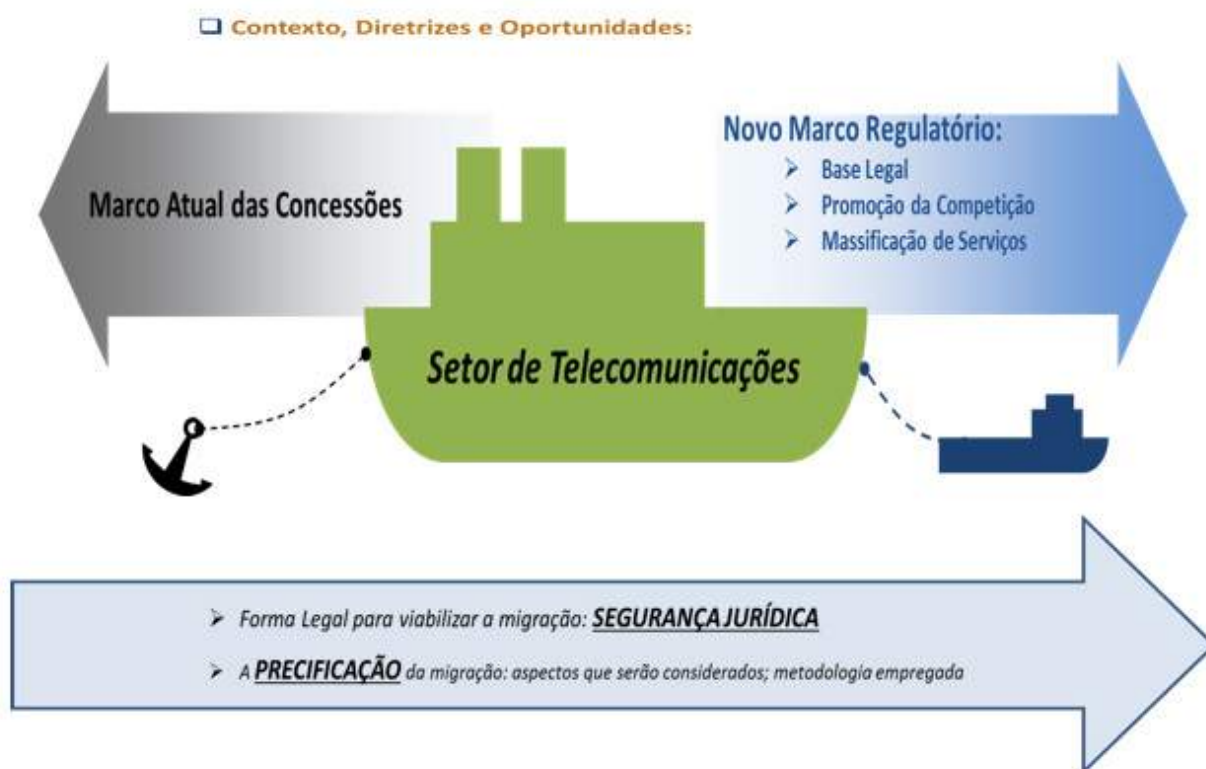 Contexto, Diretrizes e Oportunidades:
Marco Atual das Concessões
Novo Marco Regulatório:
Base Legal
Promoção da Competição
Massificação de Serviços
Setor de Telecomunicações
Forma Legal para viabilizar a migração: SEGURANÇA JURÍDICA
A PRECIFICAÇÃO da migração: aspectos que serão considerados; metodologia empregada